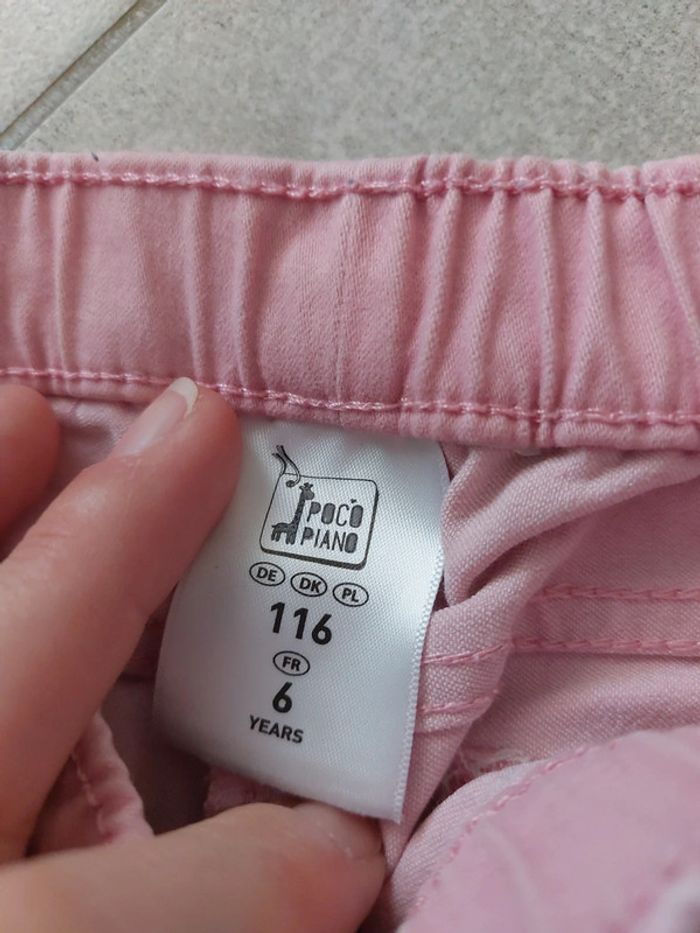 POCO
PIANO
DE DK PL
116
FR
6
YEARS